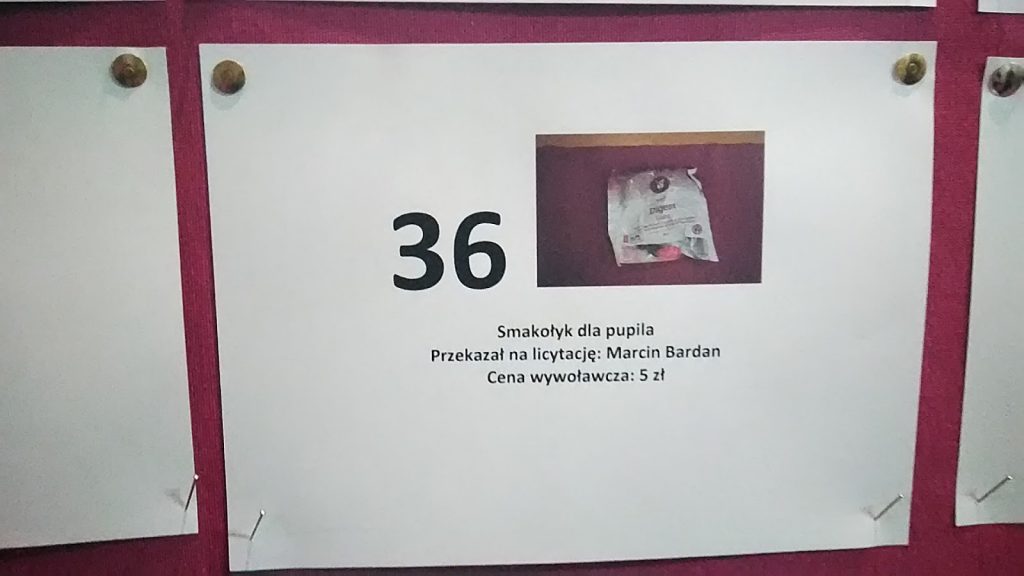 36
Smakołyk dla pupila
Przekazał na licytację: Marcin Bardan
Cena wywoławcza: 5 zł